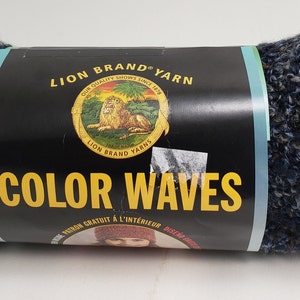 LION BRAND® YARN
OUR QUALITY SHOWS SINCE 1878
LION BRAND YARNS
COLOR WAVES
PATRON GRATUIT À L'INTÉRIEUR